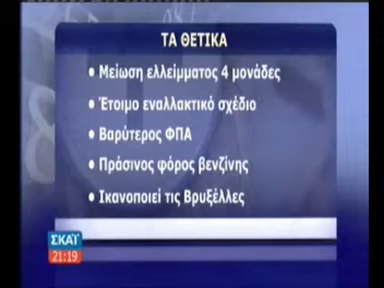 ΤΑ ΘΕΤΙΚΑ
• Μείωση ελλείμματος 4 μονάδες
• Έτοιμο εναλλακτικό σχέδιο
• Βαρύτερος ΦΠΑ
• Πράσινος φόρος βενζίνης
• Ικανοποιεί τις Βρυξέλλες
ΣΚΑΪ
21:19